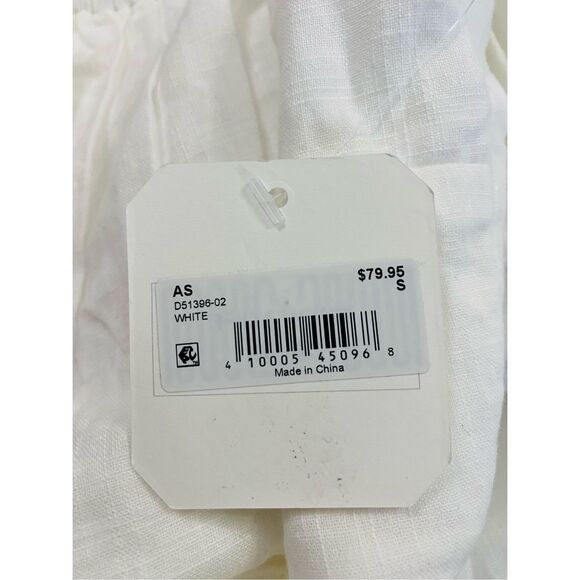 AS $79.95
D51396-02 S
WHITE
4 10005 45096 8
Made in China